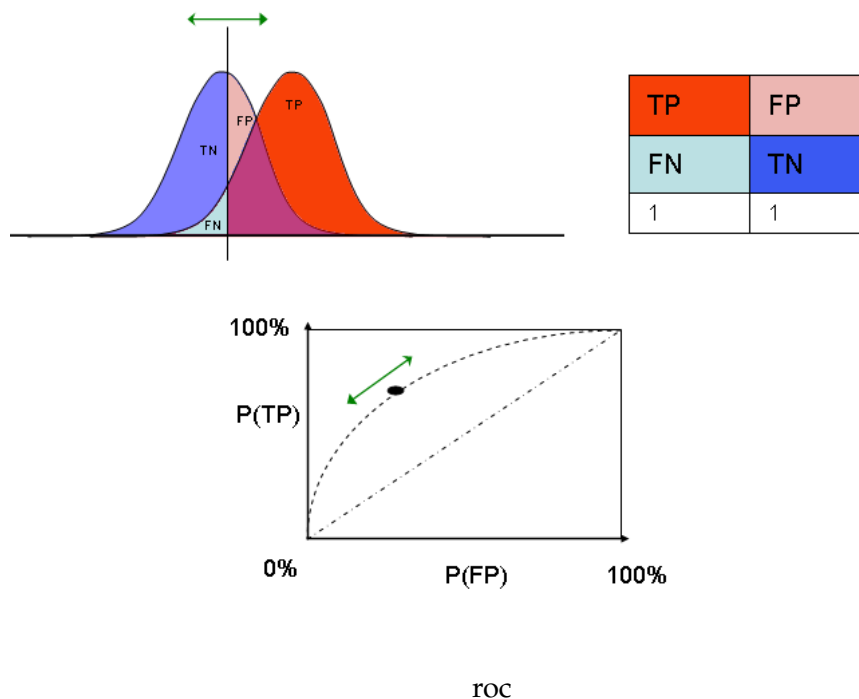 TP
FP
TN
FN
TP FP
FN TN
1 1
100%
P(TP)
0%
P(FP)
100%
roc